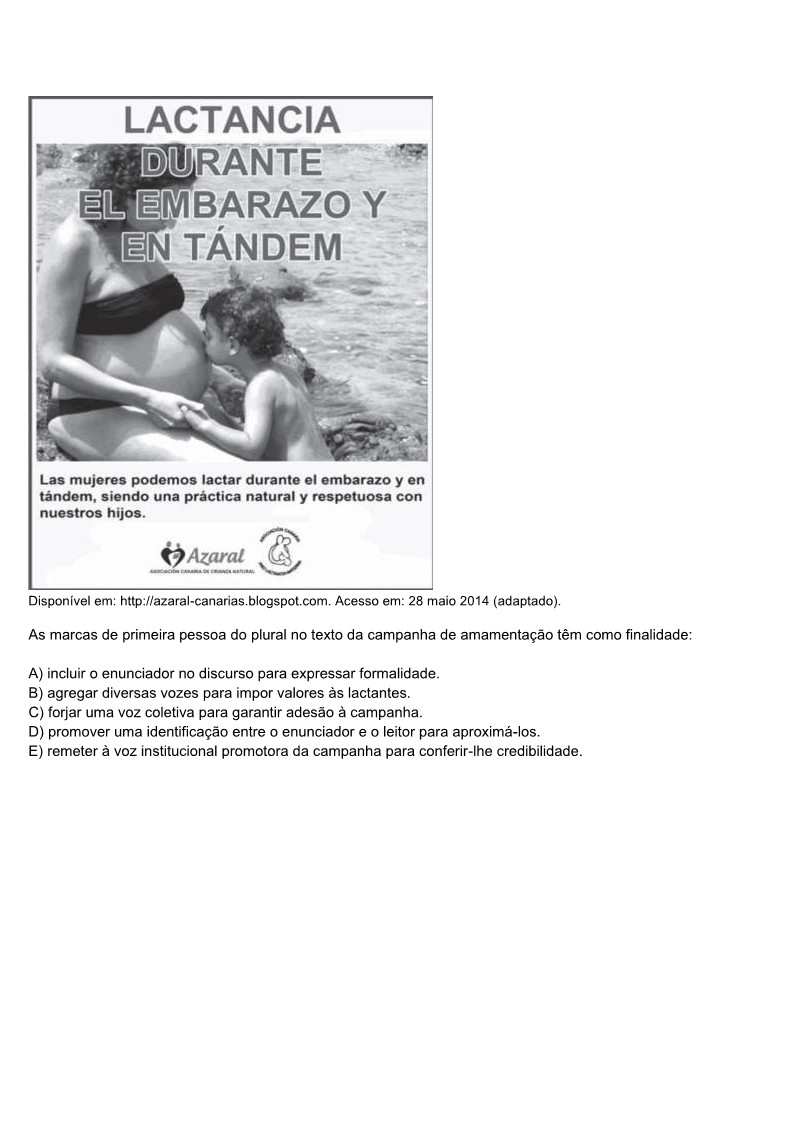 LACTANCIA
DURANTE
EL EMBARAZO Y
EN TÁNDEM
Las mujeres podemos lactar durante el embarazo y en
tándem, siendo una práctica natural y respetuosa con
nuestros hijos.
Azaral
ASOCIACIÓN CANARIA DE CRIANZA NATURAL
ASOCIACIÓN CANARIA
PRO LACTANCIA MATERNA
Disponível em: http://azaral-canarias.blogspot.com. Acesso em: 28 maio 2014 (adaptado).
As marcas de primeira pessoa do plural no texto da campanha de amamentação têm como finalidade:
A) incluir o enunciador no discurso para expressar formalidade.
B) agregar diversas vozes para impor valores às lactantes.
C) forjar uma voz coletiva para garantir adesão à campanha.
D) promover uma identificação entre o enunciador e o leitor para aproximá-los.
E) remeter à voz institucional promotora da campanha para conferir-lhe credibilidade.